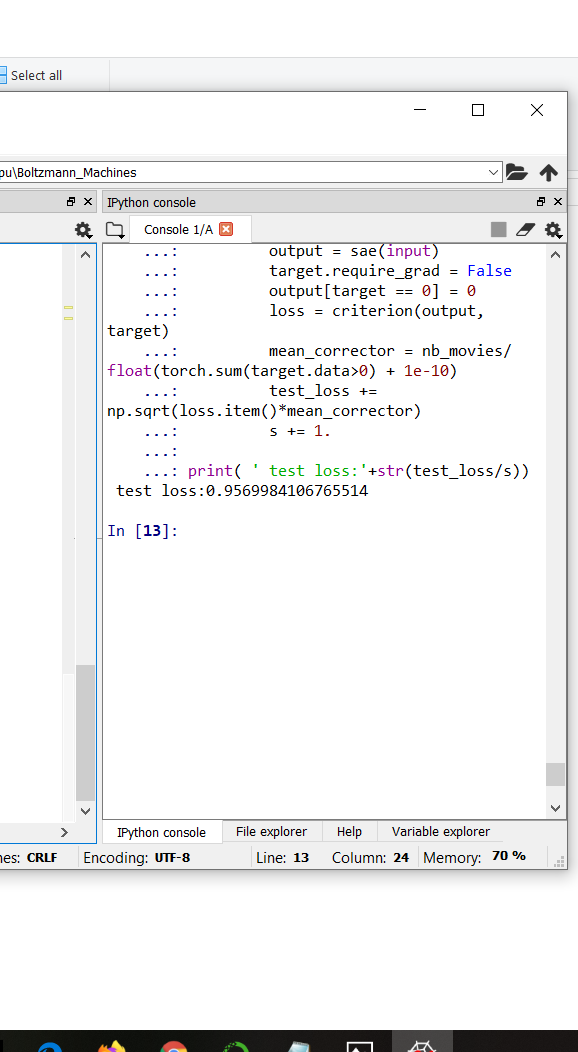 Select all
pu\Boltzmann_Machines
IPython console
Console 1/A
...:          output = sae(input)
...:          target.require_grad = False
...:          output[target == 0] = 0
...:          loss = criterion(output,
target)
...:          mean_corrector = nb_movies/
float(torch.sum(target.data>0) + 1e-10)
...:          test_loss +=
np.sqrt(loss.item()*mean_corrector)
...:          s += 1.
...:
...: print( ' test loss:'+str(test_loss/s))
test loss:0.9569984106765514
In [13]:
IPython console File explorer Help Variable explorer
nes: CRLF Encoding: UTF-8 Line: 13 Column: 24 Memory: 70 %